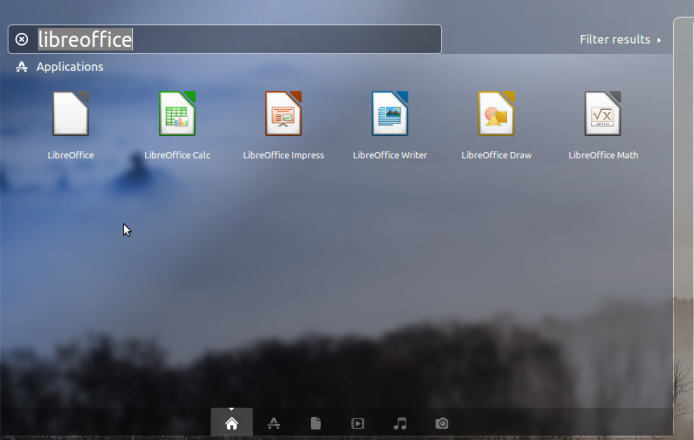 libreoffice
Filter results
Applications
LibreOffice
LibreOffice Calc
LibreOffice Impress
LibreOffice Writer
LibreOffice Draw
LibreOffice Math